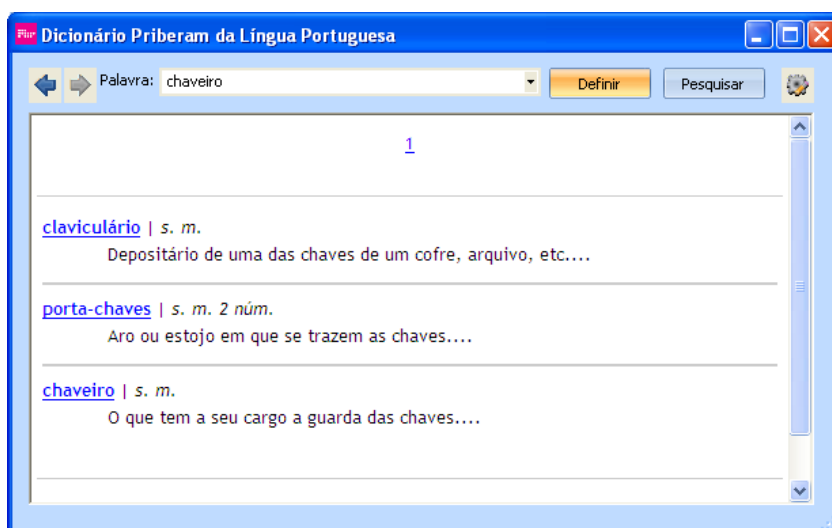 Dicionário Priberam da Língua Portuguesa
Palavra: chaveiro Definir Pesquisar
1
claviculário | s. m.
Depositário de uma das chaves de um cofre, arquivo, etc....
porta-chaves | s. m. 2 núm.
Aro ou estojo em que se trazem as chaves....
chaveiro | s. m.
O que tem a seu cargo a guarda das chaves....